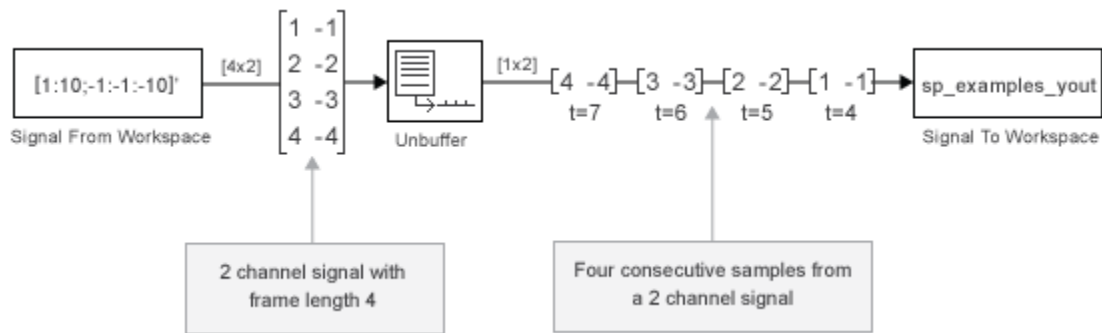 [1:10;-1:-1:-10]'
Signal From Workspace
[4x2]
1 -1
2 -2
3 -3
4 -4
Unbuffer
[1x2]
[4 -4] [3 -3] [2 -2] [1 -1]
t=7 t=6 t=5 t=4
sp_examples_yout
Signal To Workspace
2 channel signal with
frame length 4
Four consecutive samples from
a 2 channel signal